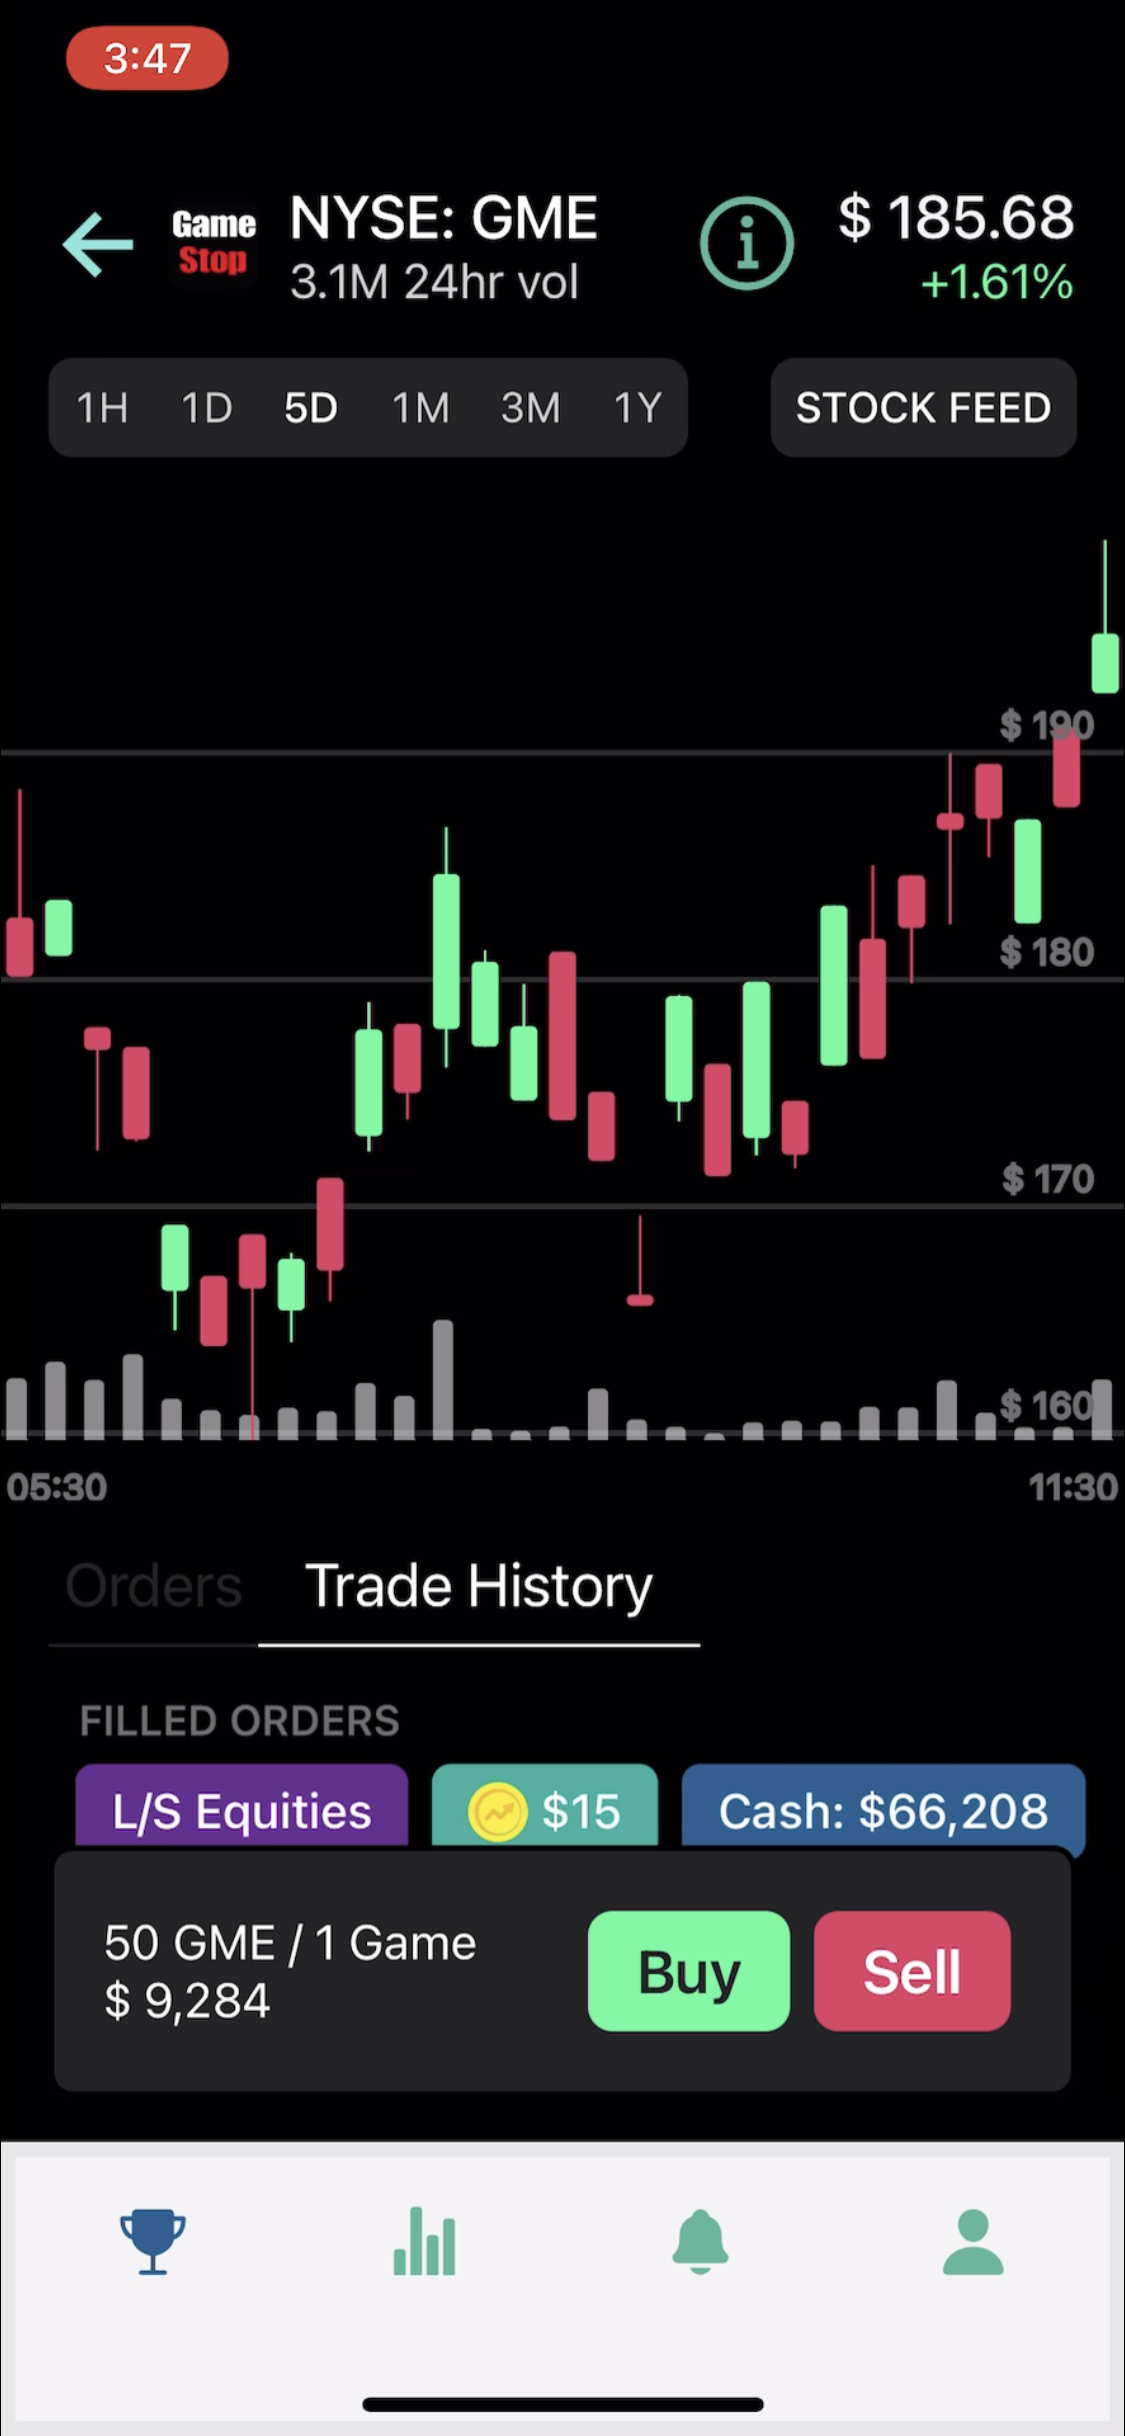 3:47
Game
Stop
NYSE: GME
3.1M 24hr vol
i
$ 185.68
+1.61%
1H 1D 5D 1M 3M 1Y
STOCK FEED
$ 190
$ 180
$ 170
$ 160
05:30 11:30
Orders Trade History
FILLED ORDERS
L/S Equities $15 Cash: $66,208
50 GME / 1 Game
$ 9,284
Buy Sell